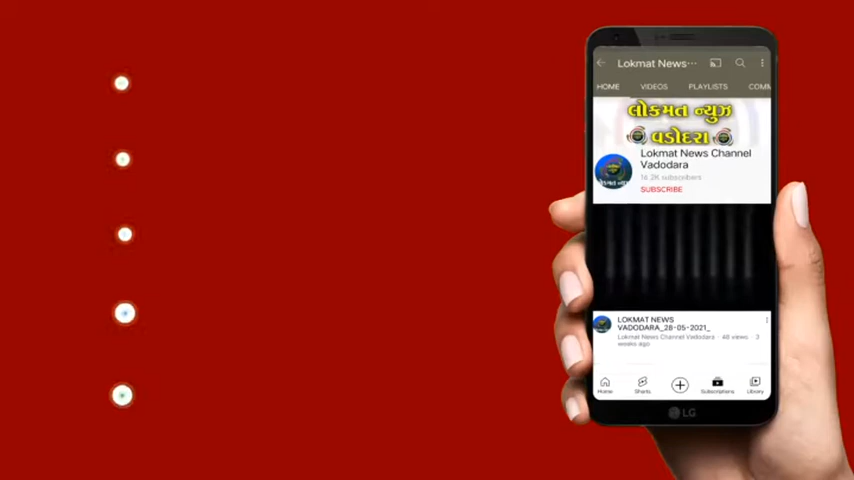 Lokmat News...
HOME VIDEOS PLAYLISTS COMM
લોકમત ન્યુઝ
વડોદરા
Lokmat News Channel
Vadodara
16.2K subscribers
SUBSCRIBE
LOKMAT NEWS
VADODARA_28-05-2021_
Lokmat News Channel Vadodara · 48 views · 3
weeks ago
Home Shorts Subscriptions Library
LG